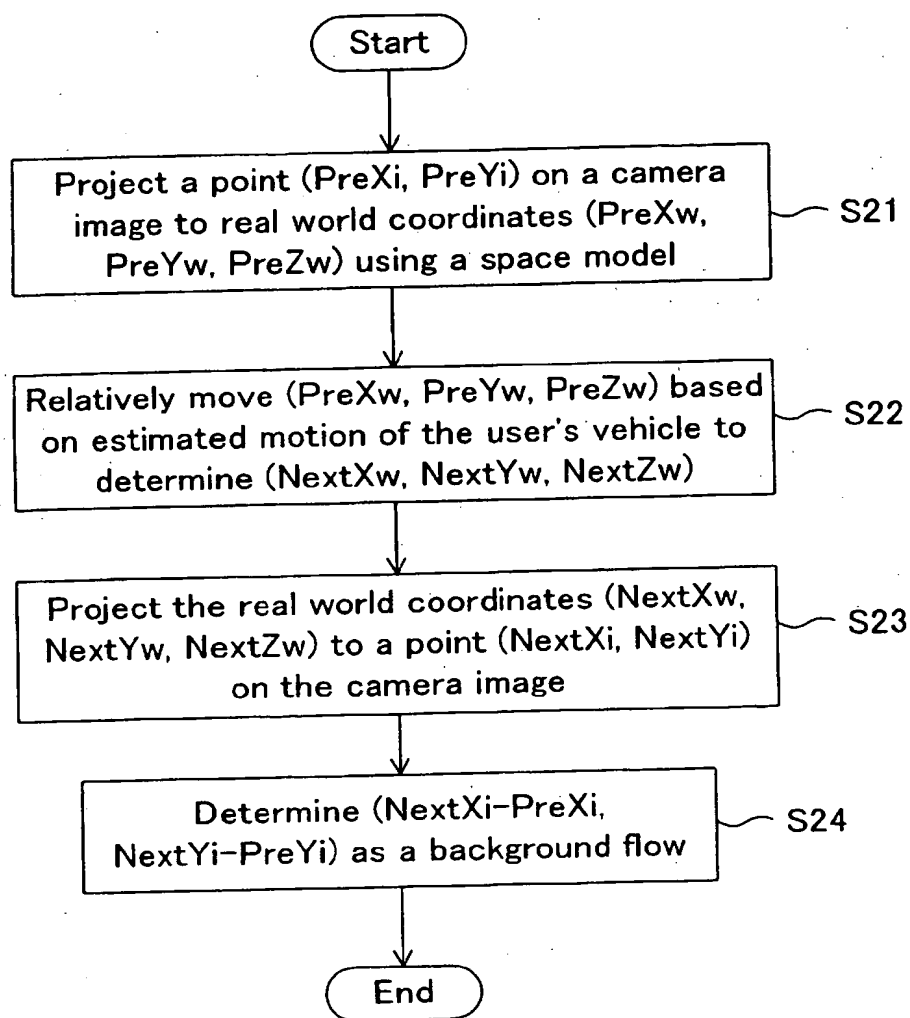 Start
Project a point (PreXi, PreYi) on a camera
image to real world coordinates (PreXw,
PreYw, PreZw) using a space model
S21
Relatively move (PreXw, PreYw, PreZw) based
on estimated motion of the user's vehicle to
determine (NextXw, NextYw, NextZw)
S22
Project the real world coordinates (NextXw,
NextYw, NextZw) to a point (NextXi, NextYi)
on the camera image
S23
Determine (NextXi-PreXi,
NextYi-PreYi) as a background flow
S24
End